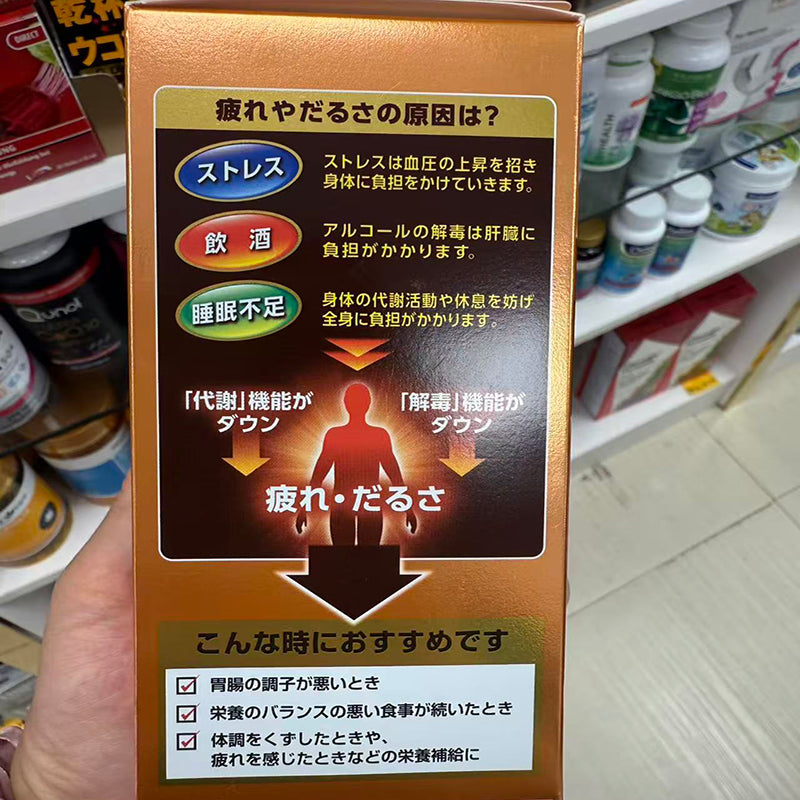 疲れやだるさの原因は?
ストレス
ストレスは血圧の上昇を招き
身体に負担をかけていきます。
飲酒
アルコールの解毒は肝臓に
負担がかかります。
睡眠不足
身体の代謝活動や休息を妨げ
全身に負担がかかります。
「代謝」機能が
ダウン
「解毒」機能が
ダウン
疲れ・だるさ
こんな時におすすめです
胃腸の調子が悪いとき
栄養のバランスの悪い食事が続いたとき
体調をくずしたときや、
疲れを感じたときなどの栄養補給に
DIRECT
ウコ
Qunol